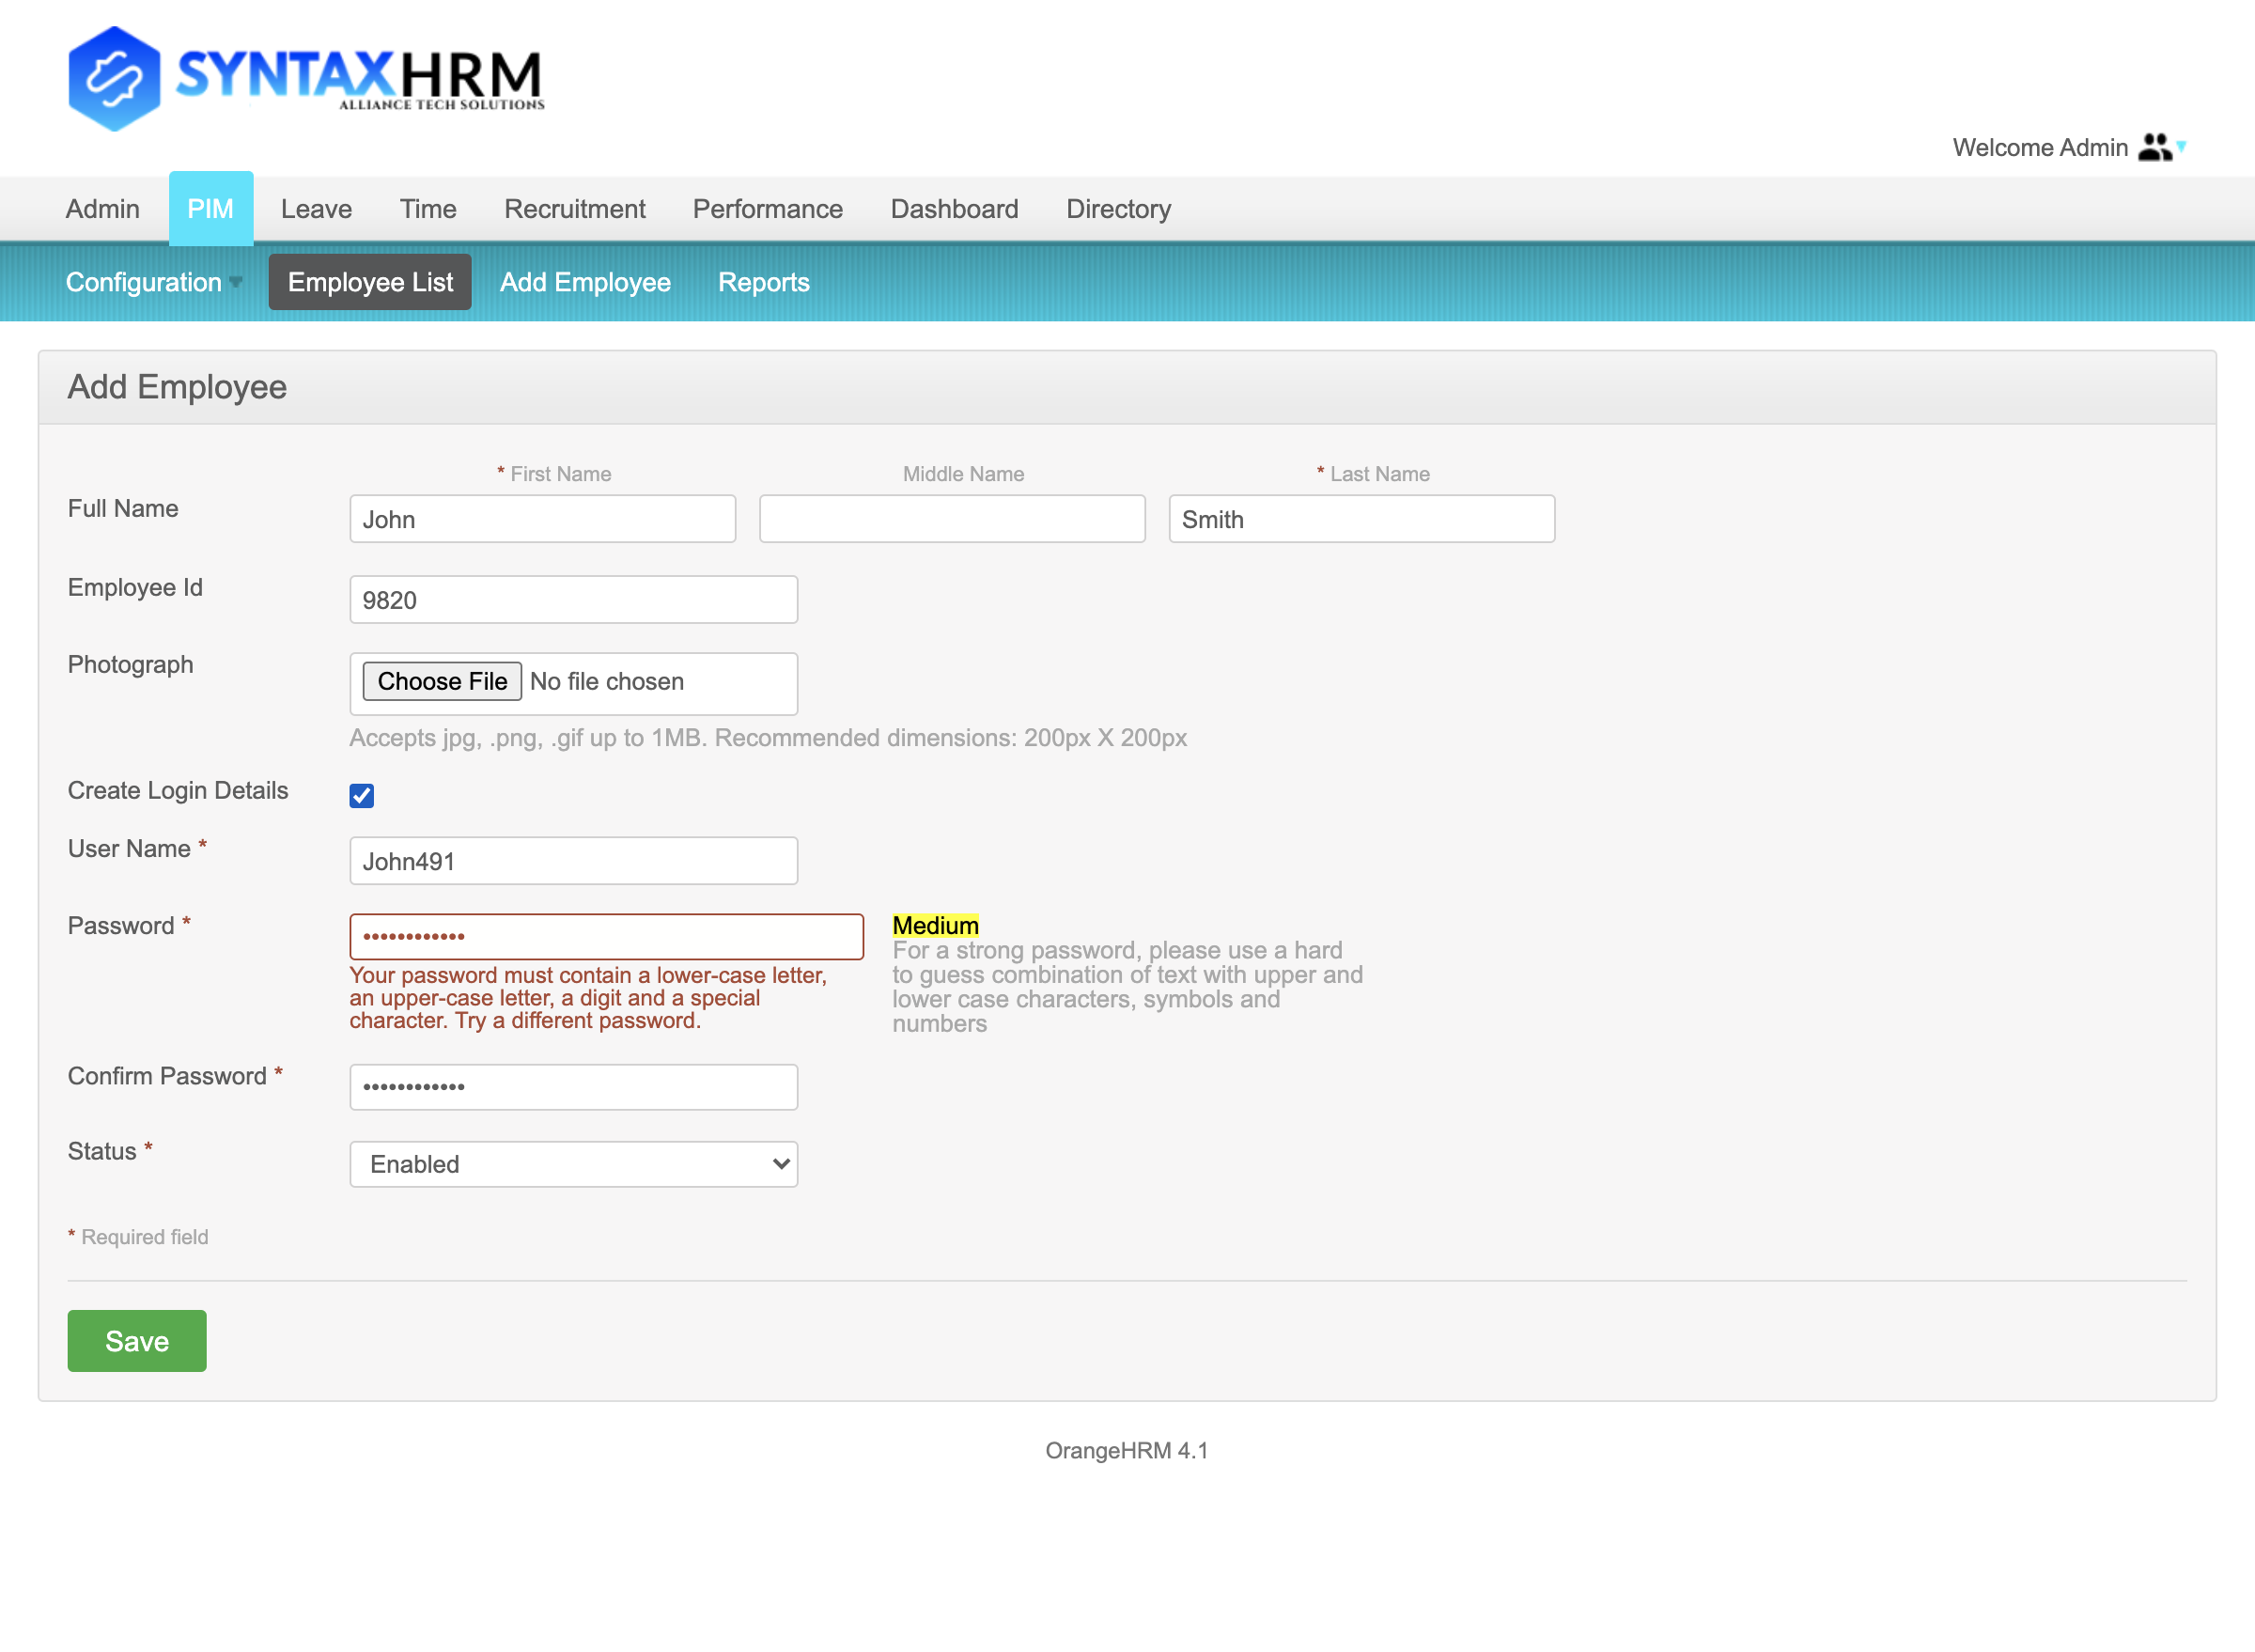 SYNTAXHRM
ALLIANCE TECH SOLUTIONS
Welcome Admin
Admin PIM Leave Time Recruitment Performance Dashboard Directory
Configuration Employee List Add Employee Reports
Add Employee
* First Name Middle Name * Last Name
Full Name John Smith
Employee Id 9820
Photograph Choose File No file chosen
Accepts jpg, .png, .gif up to 1MB. Recommended dimensions: 200px X 200px
Create Login Details
User Name * John491
Password * •••••••••••• Medium
For a strong password, please use a hard
to guess combination of text with upper and
lower case characters, symbols and
numbers
Your password must contain a lower-case letter,
an upper-case letter, a digit and a special
character. Try a different password.
Confirm Password * ••••••••••••
Status * Enabled
* Required field
Save
OrangeHRM 4.1